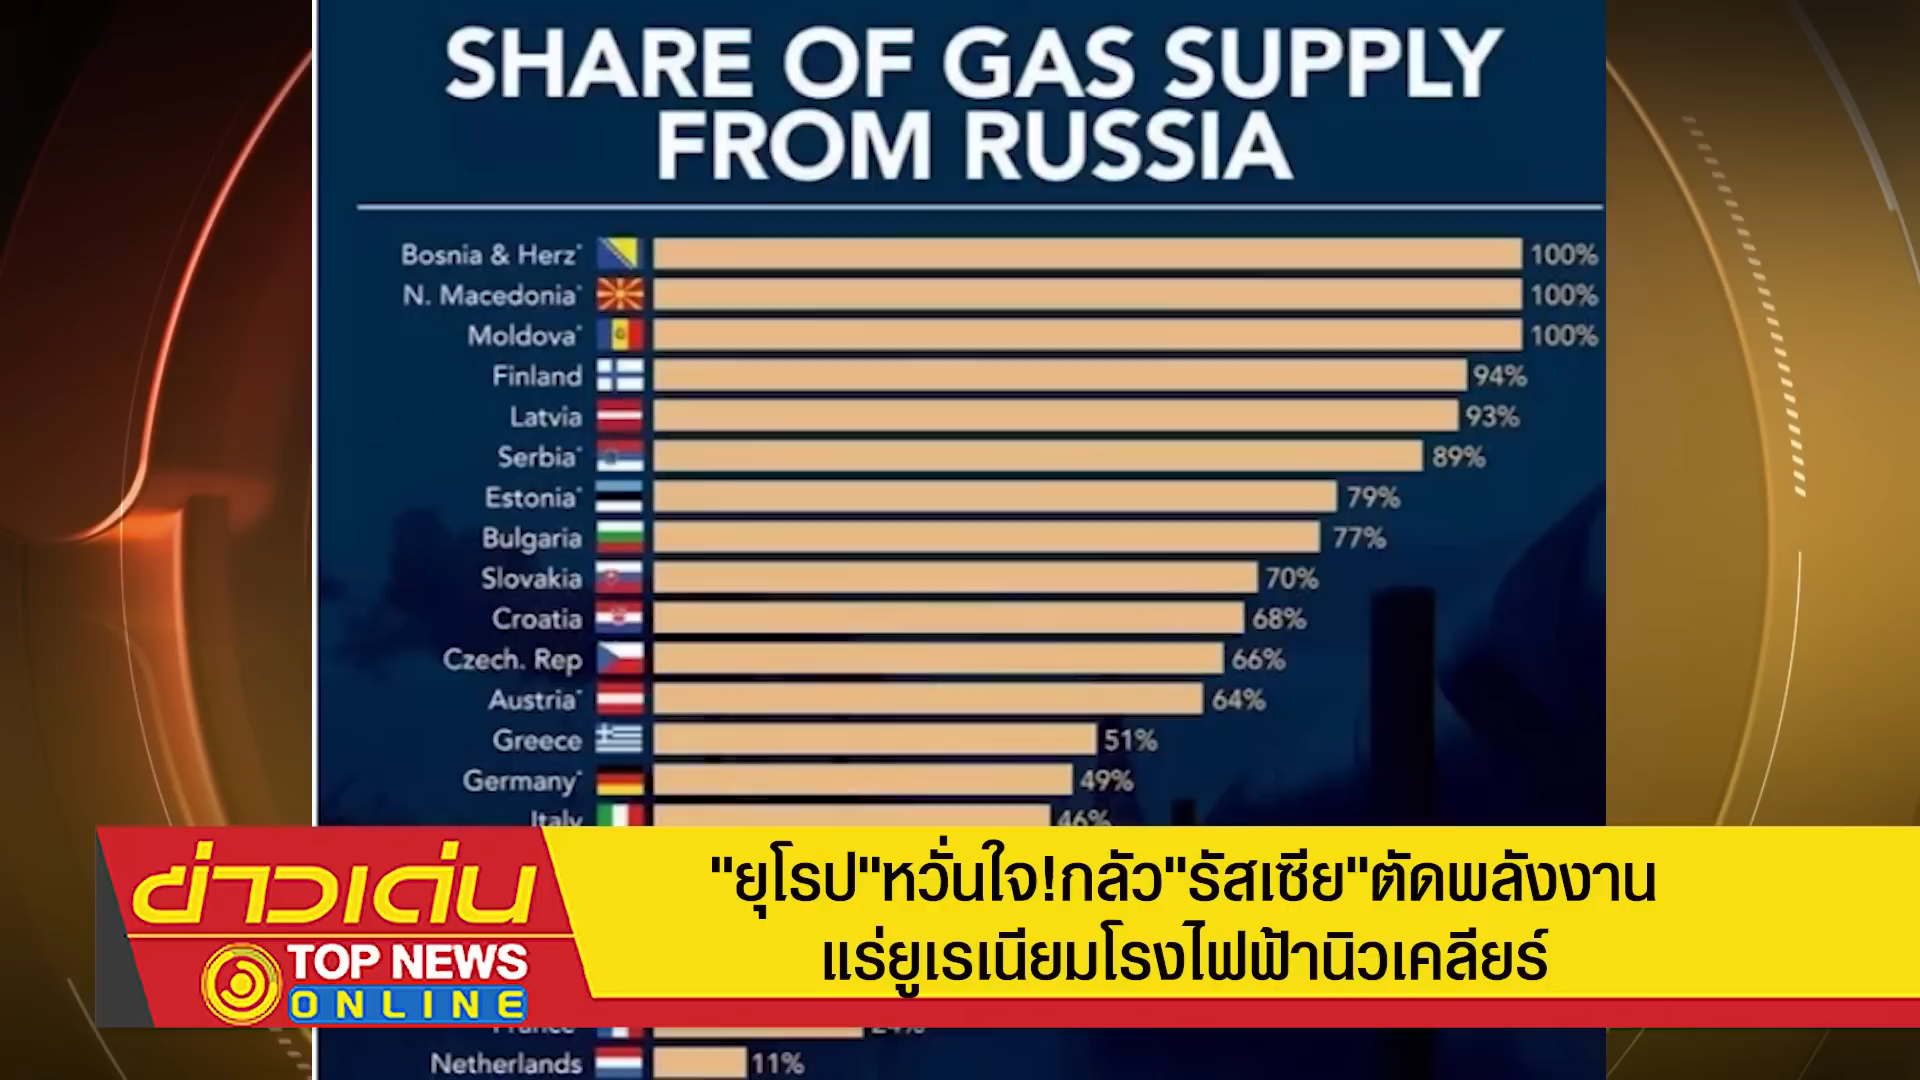 SHARE OF GAS SUPPLY
FROM RUSSIA
Bosnia & Herz* 100%
N. Macedonia* 100%
Moldova* 100%
Finland 94%
Latvia 93%
Serbia* 89%
Estonia* 79%
Bulgaria 77%
Slovakia 70%
Croatia 68%
Czech. Rep 66%
Austria* 64%
Greece 51%
Germany* 49%
Italy 46%
ข่าวเด่น
TOP NEWS
ONLINE
"ยุโรป"หวั่นใจ!กลัว"รัสเซีย"ตัดพลังงาน
แร่ยูเรเนียมโรงไฟฟ้านิวเคลียร์
France 24%
Netherlands 11%